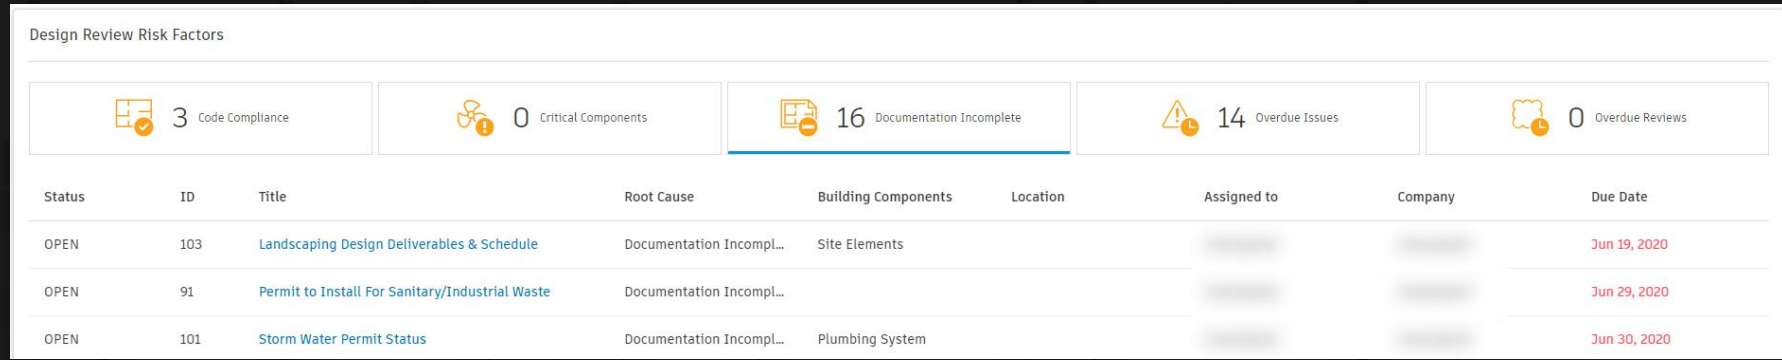 Design Review Risk Factors
3 Code Compliance
0 Critical Components
16 Documentation Incomplete
14 Overdue Issues
0 Overdue Reviews
Status ID Title Root Cause Building Components Location Assigned to Company Due Date
OPEN 103 Landscaping Design Deliverables & Schedule Documentation Incompl... Site Elements Jun 19, 2020
OPEN 91 Permit to Install For Sanitary/Industrial Waste Documentation Incompl... Jun 29, 2020
OPEN 101 Storm Water Permit Status Documentation Incompl... Plumbing System Jun 30, 2020